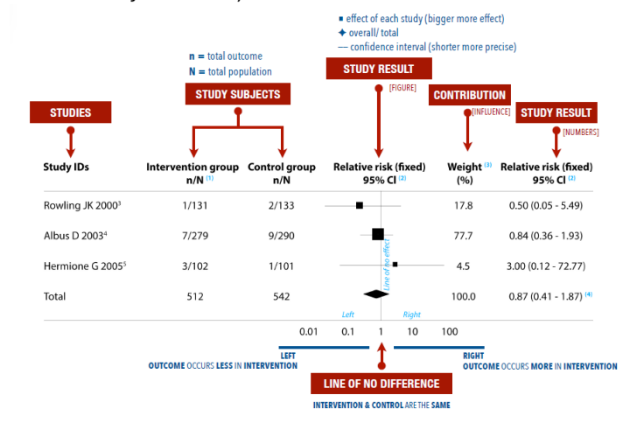 ■ effect of each study (bigger more effect)
✦ overall/ total
— confidence interval (shorter more precise)
n = total outcome
N = total population
STUDY RESULT
[FIGURE]
STUDY SUBJECTS
CONTRIBUTION
[INFLUENCE]
STUDIES
STUDY RESULT
[NUMBERS]
Study IDs Intervention group n/N (1) Control group n/N Relative risk (fixed) 95% CI (2) Weight (3) (%) Relative risk (fixed) 95% CI (2)
Rowling JK 2000³ 1/131 2/133 17.8 0.50 (0.05 - 5.49)
Albus D 2003⁴ 7/279 9/290 77.7 0.84 (0.36 - 1.93)
Hermione G 2005⁵ 3/102 1/101 4.5 3.00 (0.12 - 72.77)
Line of no effect
Total 512 542 100.0 0.87 (0.41 - 1.87) (4)
Left Right
0.01 0.1 1 10 100
LEFT
OUTCOME OCCURS LESS IN INTERVENTION
RIGHT
OUTCOME OCCURS MORE IN INTERVENTION
LINE OF NO DIFFERENCE
INTERVENTION & CONTROL ARE THE SAME